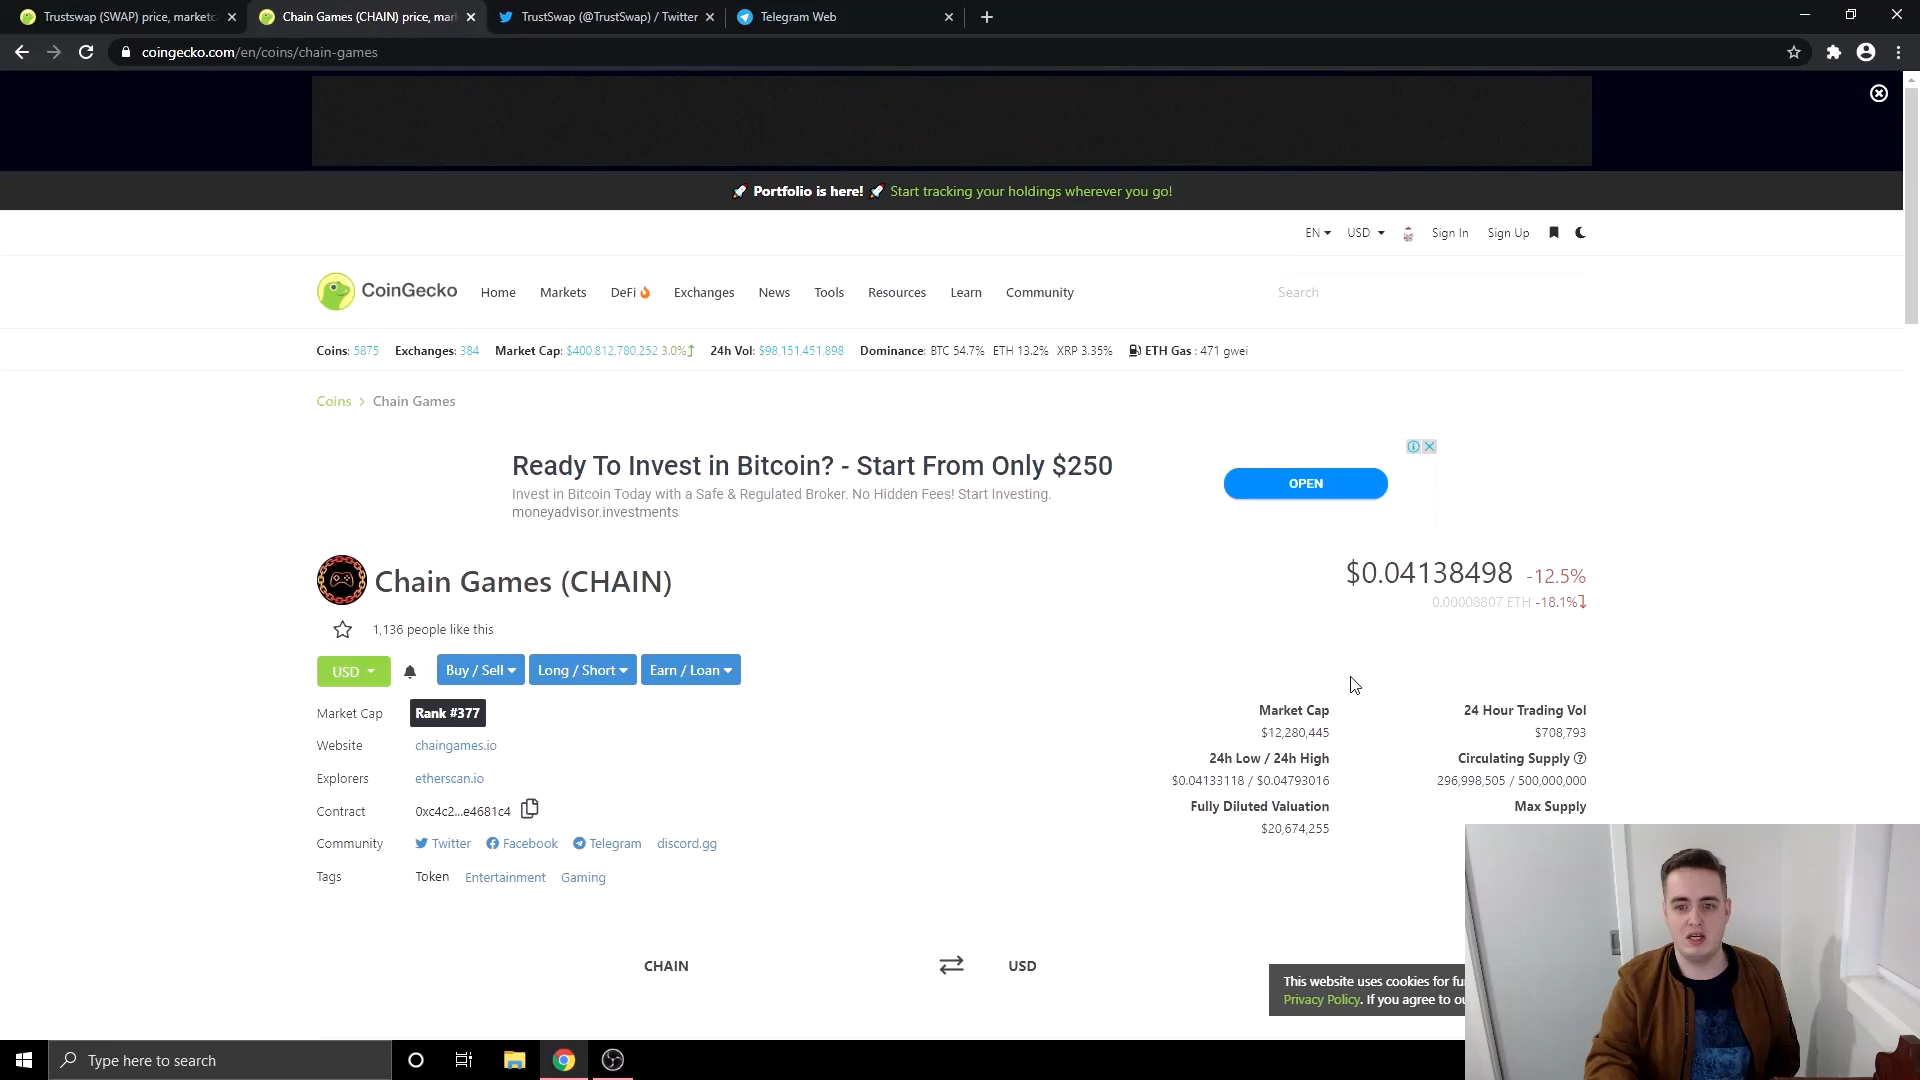 Trustswap (SWAP) price, marketc
Chain Games (CHAIN) price, mar
TrustSwap (@TrustSwap) / Twitter
Telegram Web
coingecko.com/en/coins/chain-games
Portfolio is here! Start tracking your holdings wherever you go!
EN USD Sign In Sign Up
CoinGecko Home Markets DeFi Exchanges News Tools Resources Learn Community Search
Coins: 5875 Exchanges: 384 Market Cap: $400,812,780,252 3.0% 24h Vol: $98,151,451,898 Dominance: BTC 54.7% ETH 13.2% XRP 3.35% ETH Gas : 471 gwei
Coins > Chain Games
Ready To Invest in Bitcoin? - Start From Only $250
Invest in Bitcoin Today with a Safe & Regulated Broker. No Hidden Fees! Start Investing.
moneyadvisor.investments
OPEN
Chain Games (CHAIN)
$0.04138498 -12.5%
0.00008807 ETH -18.1%
1,136 people like this
USD Buy / Sell Long / Short Earn / Loan
Market Cap Rank #377
Website chaingames.io
Explorers etherscan.io
Contract 0xc4c2...e4681c4
Community Twitter Facebook Telegram discord.gg
Tags Token Entertainment Gaming
Market Cap 24 Hour Trading Vol
$12,280,445 $708,793
24h Low / 24h High Circulating Supply
$0.04133118 / $0.04793016 296,998,505 / 500,000,000
Fully Diluted Valuation Max Supply
$20,674,255
CHAIN USD
This website uses cookies for fu
Privacy Policy. If you agree to ou
Type here to search